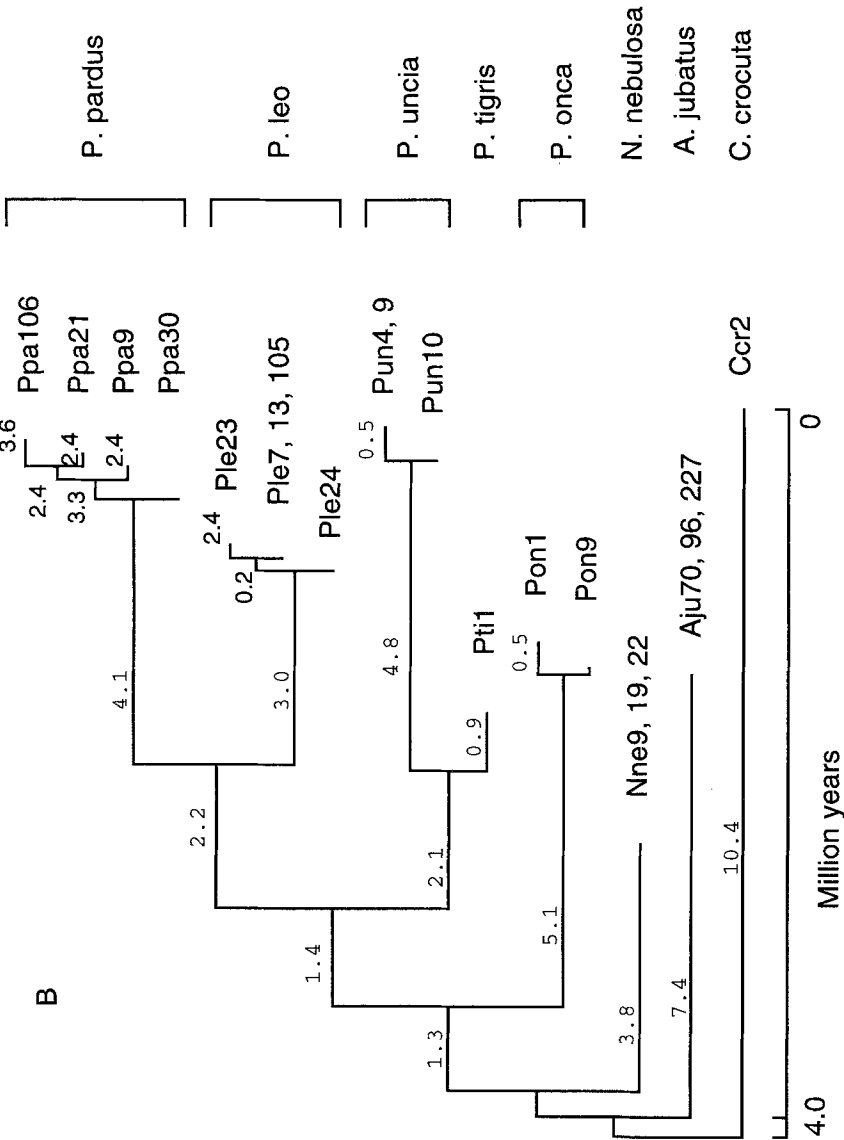 B
3.6
Ppa106
2.4
Ppa21
2.4
3.3
Ppa9
2.4
Ppa30
4.1
P. pardus
2.2
2.4
Ple23
0.2
Ple7, 13, 105
3.0
Ple24
P. leo
1.4
0.5
Pun4, 9
4.8
Pun10
P. uncia
2.1
0.9
Pti1
P. tigris
1.3
0.5
Pon1
5.1
Pon9
P. onca
3.8
Nne9, 19, 22
N. nebulosa
7.4
Aju70, 96, 227
A. jubatus
10.4
Ccr2
C. crocuta
4.0
0
Million years